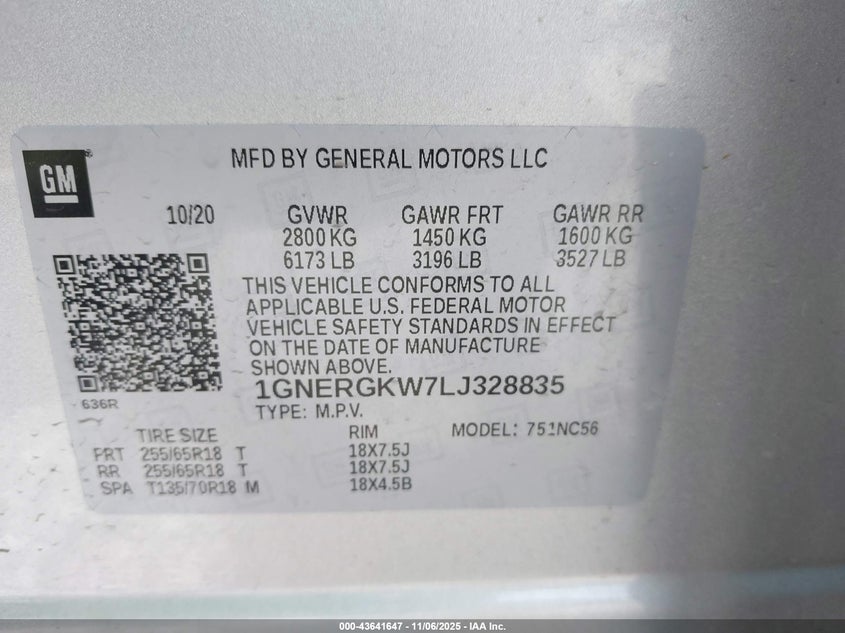 GM
MFD BY GENERAL MOTORS LLC
10/20 GVWR GAWR FRT GAWR RR
2800 KG 1450 KG 1600 KG
6173 LB 3196 LB 3527 LB
THIS VEHICLE CONFORMS TO ALL
APPLICABLE U.S. FEDERAL MOTOR
VEHICLE SAFETY STANDARDS IN EFFECT
ON THE DATE OF MANUFACTURE
SHOWN ABOVE.
1GNERGKW7LJ328835
636R
TYPE: M.P.V.
TIRE SIZE RIM MODEL: 751NC56
FRT 255/65R18 T 18X7.5J
RR 255/65R18 T 18X7.5J
SPA T135/70R18 M 18X4.5B
000-43641647 - 11/06/2025 - IAA Inc.